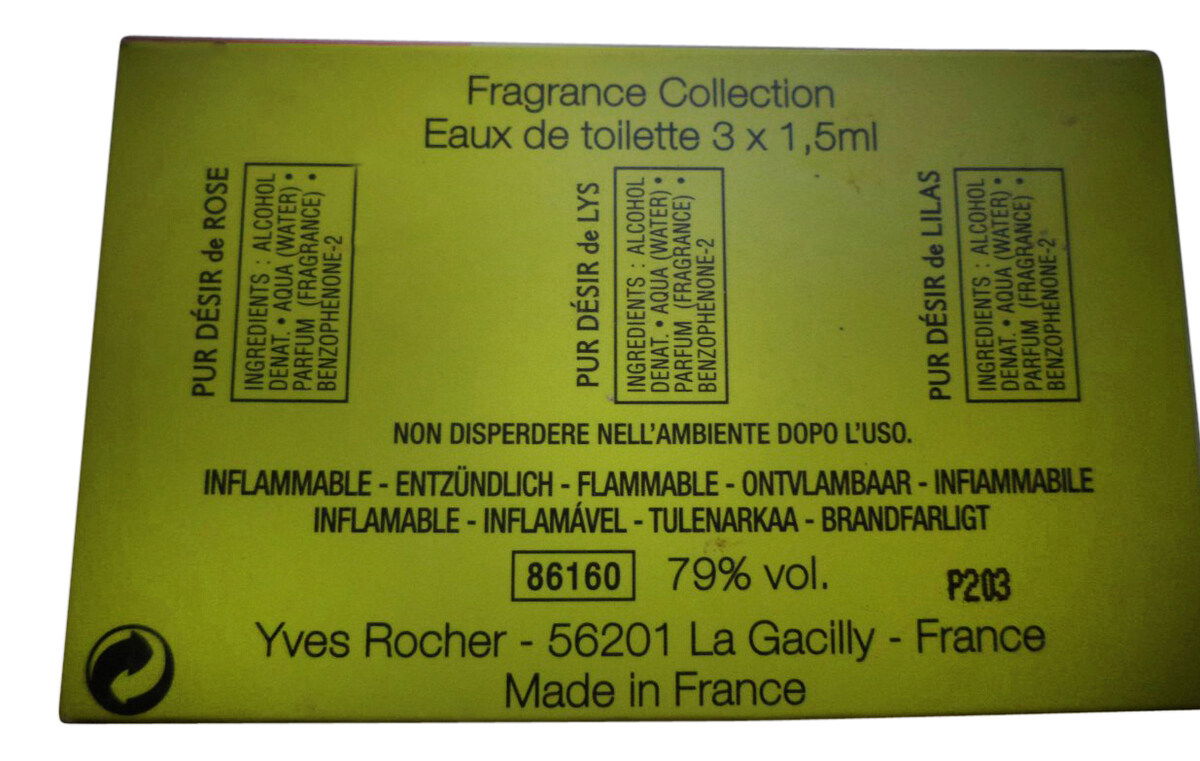 Fragrance Collection
Eaux de toilette 3 x 1,5ml
PUR DÉSIR de ROSE
INGREDIENTS : ALCOHOL
DENAT. • AQUA (WATER) •
PARFUM (FRAGRANCE) •
BENZOPHENONE-2
PUR DÉSIR de LYS
INGREDIENTS : ALCOHOL
DENAT. • AQUA (WATER) •
PARFUM (FRAGRANCE) •
BENZOPHENONE-2
PUR DÉSIR de LILAS
INGREDIENTS : ALCOHOL
DENAT. • AQUA (WATER) •
PARFUM (FRAGRANCE) •
BENZOPHENONE-2
NON DISPERDERE NELL'AMBIENTE DOPO L'USO.
INFLAMMABLE - ENTZÜNDLICH - FLAMMABLE - ONTVLAMBAAR - INFIAMMABILE
INFLAMABLE - INFLAMÁVEL - TULENARKAA - BRANDFARLIGT
86160 79% vol.
P203
Yves Rocher - 56201 La Gacilly - France
Made in France